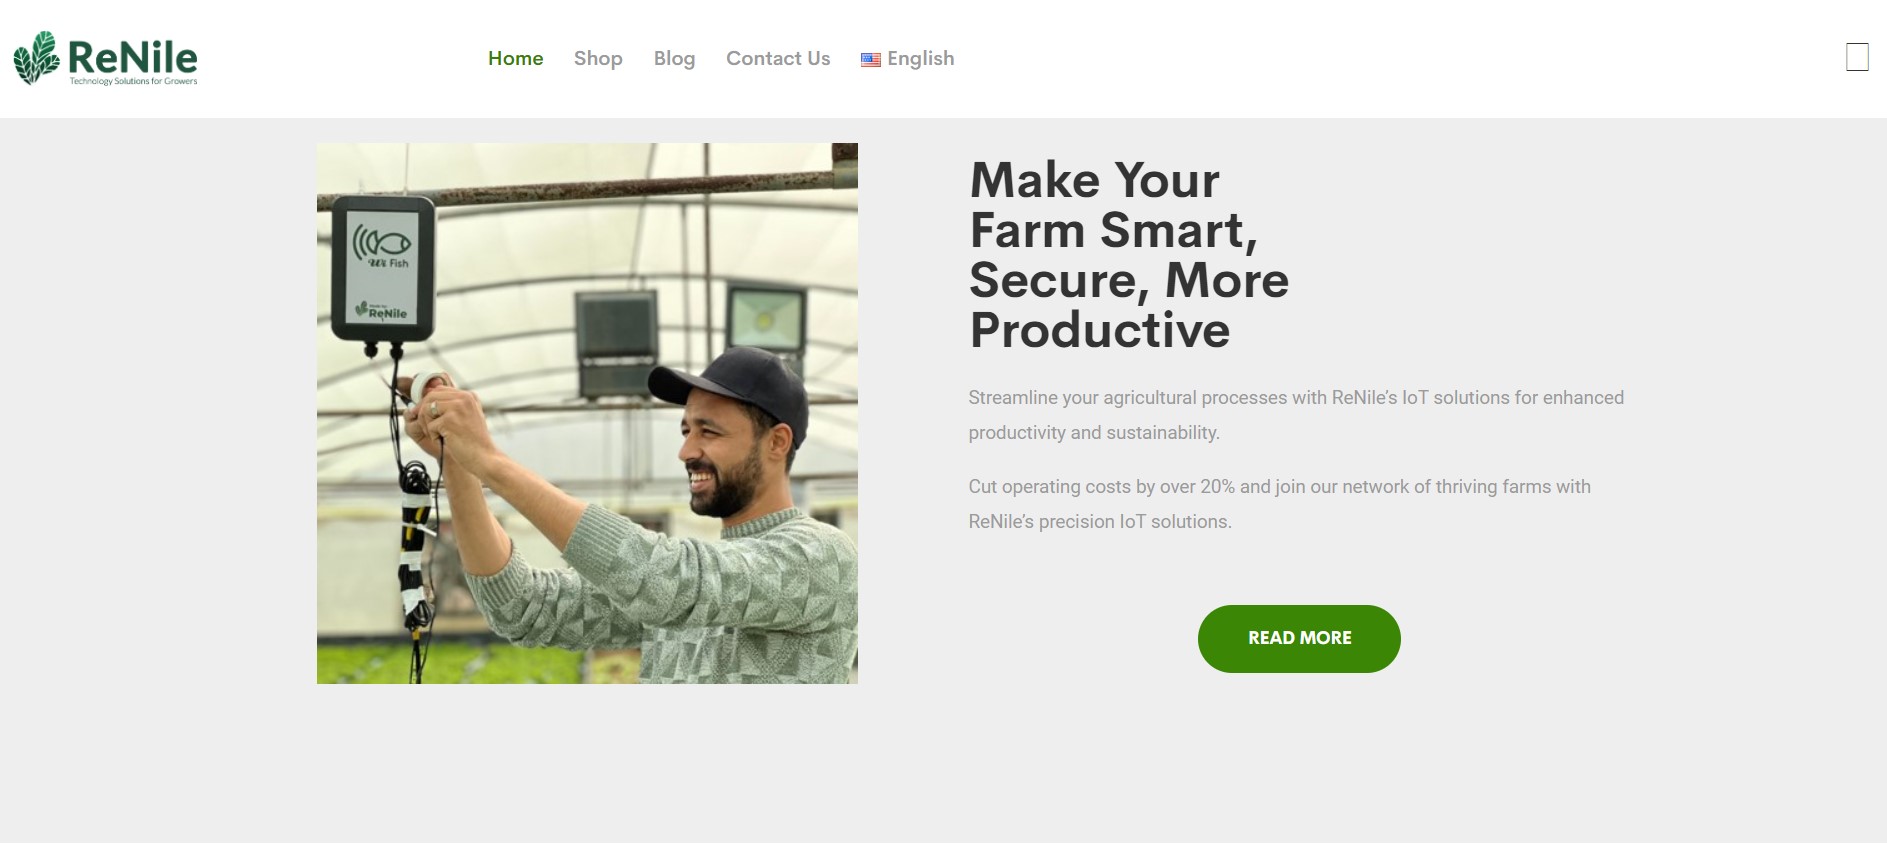 ReNile
Technology Solutions for Growers
Home
Shop
Blog
Contact Us
English
Wi Fish
ReNile
Make Your
Farm Smart,
Secure, More
Productive
Streamline your agricultural processes with ReNile’s IoT solutions for enhanced
productivity and sustainability.
Cut operating costs by over 20% and join our network of thriving farms with
ReNile’s precision IoT solutions.
READ MORE